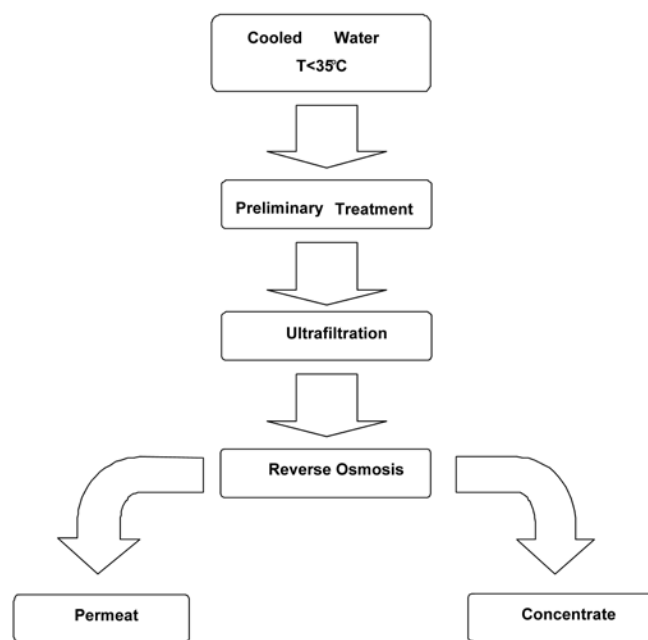 Cooled Water
T<35°C
Preliminary Treatment
Ultrafiltration
Reverse Osmosis
Permeat
Concentrate